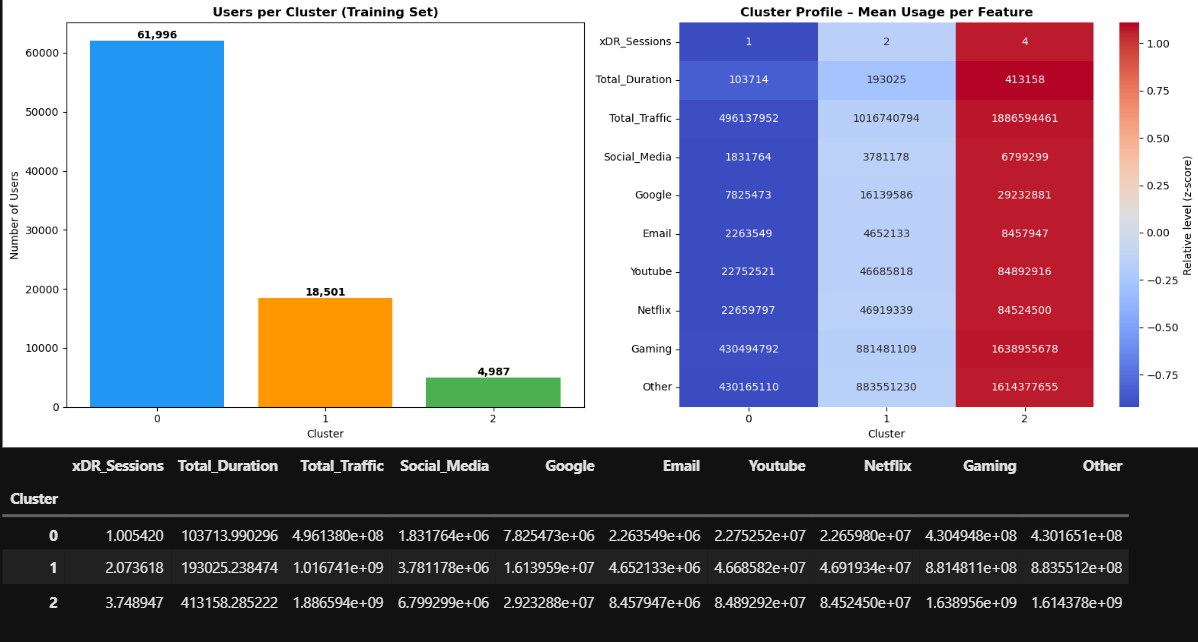 Users per Cluster (Training Set)
61,996
18,501
4,987
60000
50000
40000
30000
20000
10000
0
Number of Users
0 1 2
Cluster
Cluster Profile – Mean Usage per Feature
xDR_Sessions 1 2 4
Total_Duration 103714 193025 413158
Total_Traffic 496137952 1016740794 1886594461
Social_Media 1831764 3781178 6799299
Google 7825473 16139586 29232881
Email 2263549 4652133 8457947
Youtube 22752521 46685818 84892916
Netflix 22659797 46919339 84524500
Gaming 430494792 881481109 1638955678
Other 430165110 883551230 1614377655
0 1 2
Cluster
1.00
0.75
0.50
0.25
0.00
−0.25
−0.50
−0.75
Relative level (z-score)
xDR_Sessions Total_Duration Total_Traffic Social_Media Google Email Youtube Netflix Gaming Other
Cluster
0 1.005420 103713.990296 4.961380e+08 1.831764e+06 7.825473e+06 2.263549e+06 2.275252e+07 2.265980e+07 4.304948e+08 4.301651e+08
1 2.073618 193025.238474 1.016741e+09 3.781178e+06 1.613959e+07 4.652133e+06 4.668582e+07 4.691934e+07 8.814811e+08 8.835512e+08
2 3.748947 413158.285222 1.886594e+09 6.799299e+06 2.923288e+07 8.457947e+06 8.489292e+07 8.452450e+07 1.638956e+09 1.614378e+09